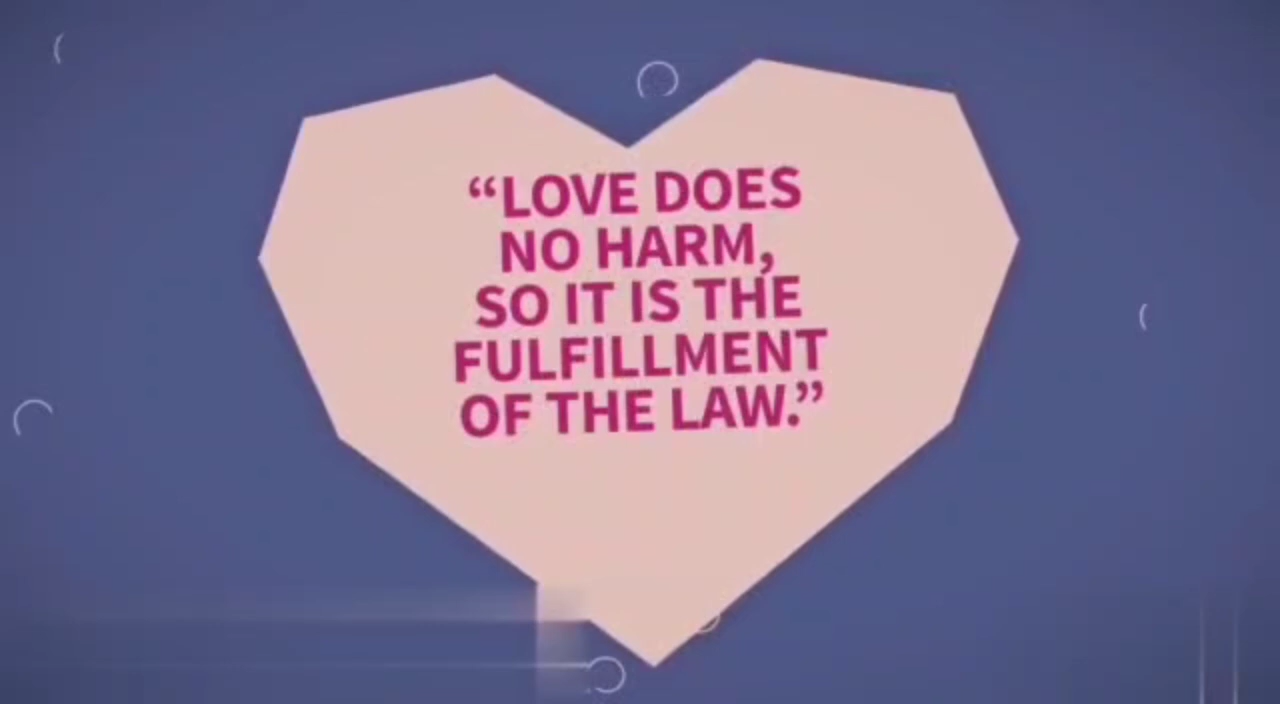 “LOVE DOES
NO HARM,
SO IT IS THE
FULFILLMENT
OF THE LAW.”